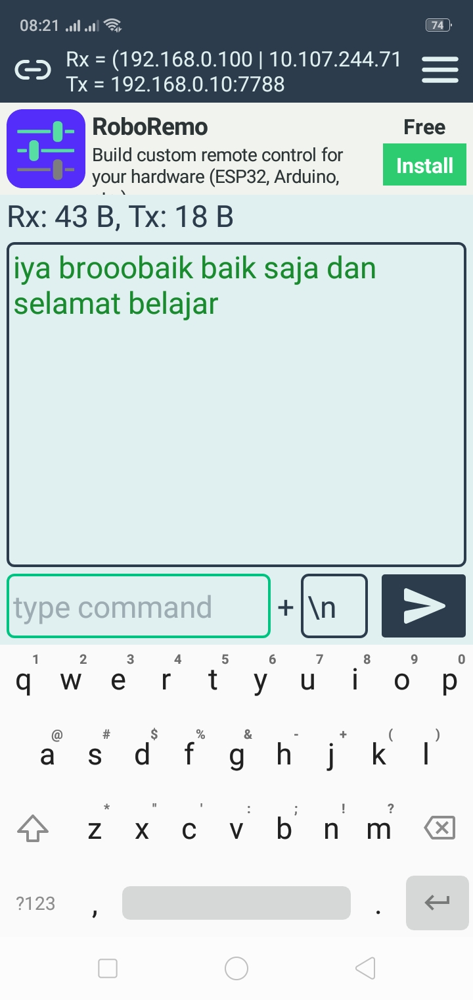 08:21
74
Rx = (192.168.0.100 | 10.107.244.71
Tx = 192.168.0.10:7788
RoboRemo
Free
Build custom remote control for
your hardware (ESP32, Arduino,
Install
Rx: 43 B, Tx: 18 B
iya brooobaik baik saja dan
selamat belajar
type command + \n
1 2 3 4 5 6 7 8 9 0
q w e r t y u i o p
@ # $ % & - + ( )
a s d f g h j k l
* " ' : ; ! ?
z x c v b n m
?123 , .